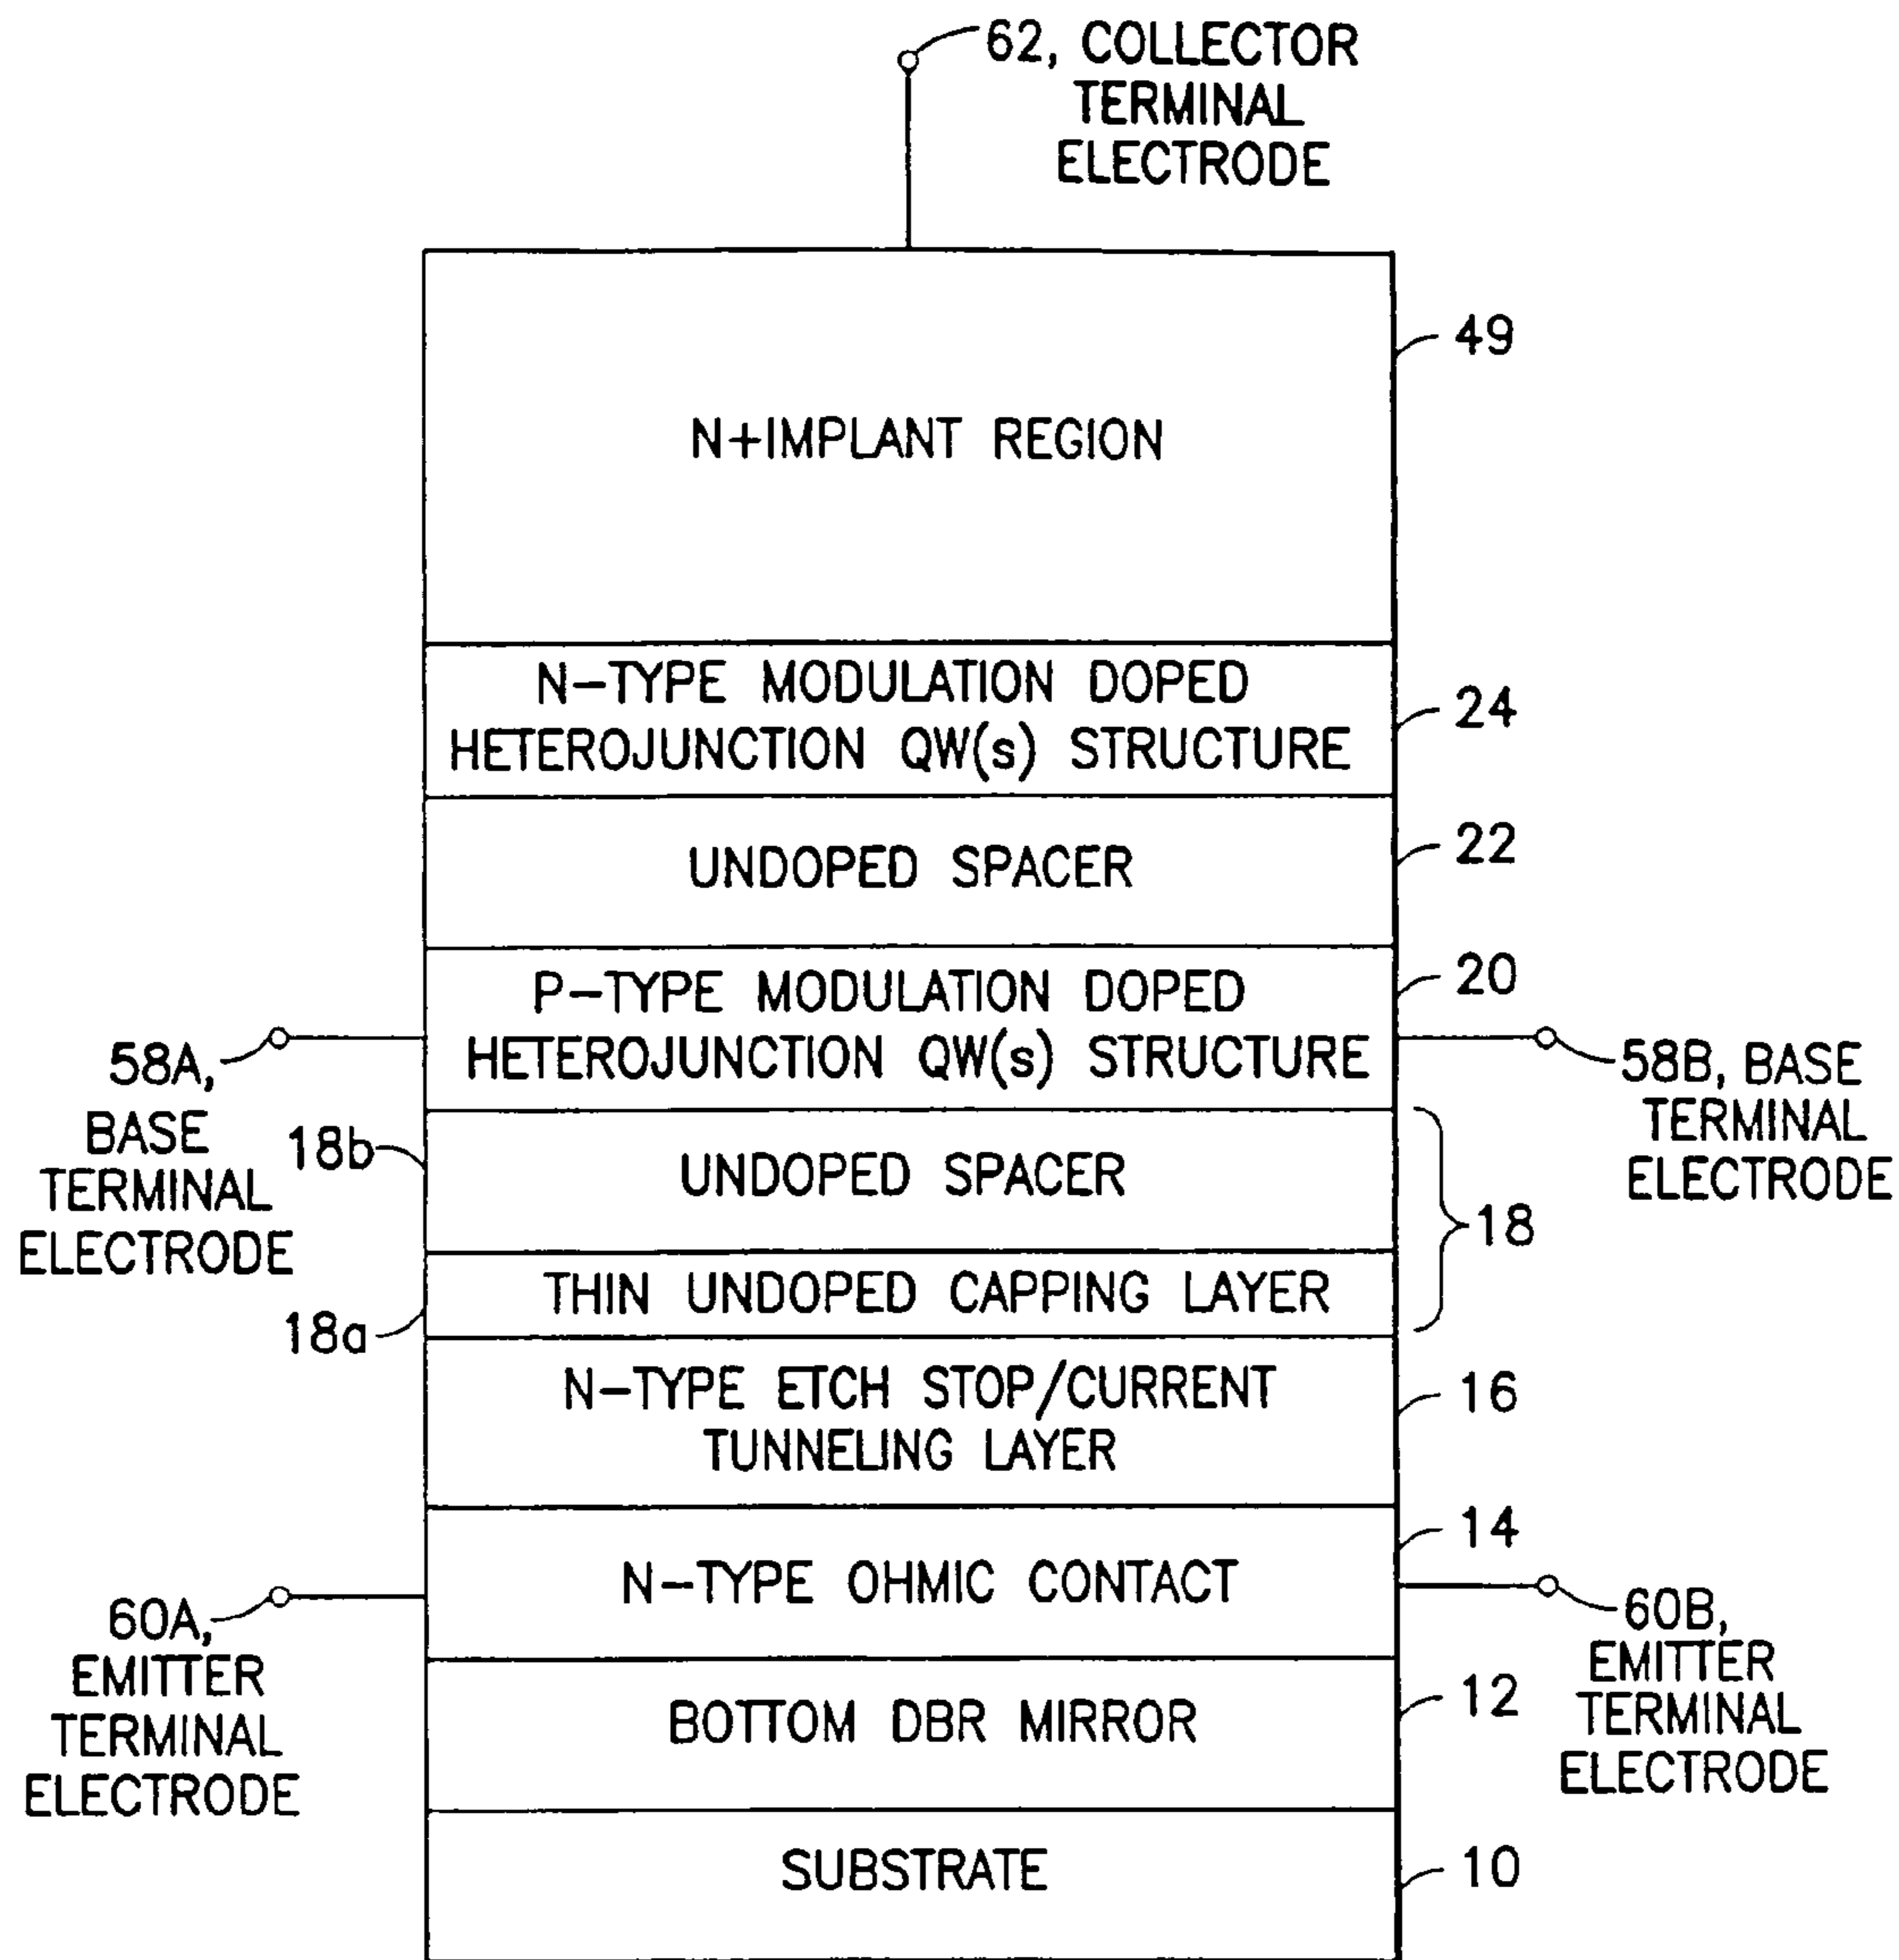 62, COLLECTOR
TERMINAL
ELECTRODE
49
N+IMPLANT REGION
N-TYPE MODULATION DOPED
HETEROJUNCTION QW(s) STRUCTURE
24
UNDOPED SPACER
22
P-TYPE MODULATION DOPED
HETEROJUNCTION QW(s) STRUCTURE
20
58A,
BASE
TERMINAL
ELECTRODE
58B, BASE
TERMINAL
ELECTRODE
18b
UNDOPED SPACER
18
THIN UNDOPED CAPPING LAYER
18a
N-TYPE ETCH STOP/CURRENT
TUNNELING LAYER
16
N-TYPE OHMIC CONTACT
14
60A,
EMITTER
TERMINAL
ELECTRODE
60B,
EMITTER
TERMINAL
ELECTRODE
BOTTOM DBR MIRROR
12
SUBSTRATE
10